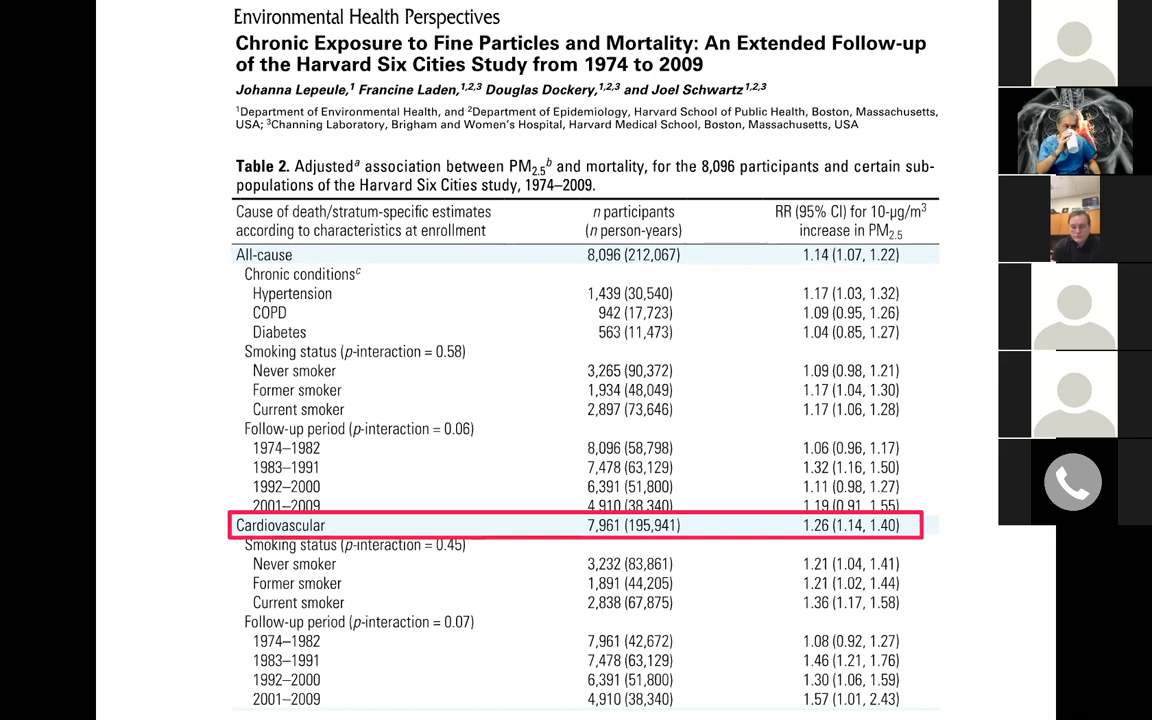 Environmental Health Perspectives
Chronic Exposure to Fine Particles and Mortality: An Extended Follow-up
of the Harvard Six Cities Study from 1974 to 2009
Johanna Lepeule,1 Francine Laden,1,2,3 Douglas Dockery,1,2,3 and Joel Schwartz1,2,3
1Department of Environmental Health, and 2Department of Epidemiology, Harvard School of Public Health, Boston, Massachusetts,
USA; 3Channing Laboratory, Brigham and Women's Hospital, Harvard Medical School, Boston, Massachusetts, USA
Table 2. Adjusteda association between PM2.5b and mortality, for the 8,096 participants and certain sub-
populations of the Harvard Six Cities study, 1974–2009.
Cause of death/stratum-specific estimates n participants RR (95% CI) for 10-μg/m3
according to characteristics at enrollment (n person-years) increase in PM2.5
All-cause 8,096 (212,067) 1.14 (1.07, 1.22)
Chronic conditionsc
Hypertension 1,439 (30,540) 1.17 (1.03, 1.32)
COPD 942 (17,723) 1.09 (0.95, 1.26)
Diabetes 563 (11,473) 1.04 (0.85, 1.27)
Smoking status (p-interaction = 0.58)
Never smoker 3,265 (90,372) 1.09 (0.98, 1.21)
Former smoker 1,934 (48,049) 1.17 (1.04, 1.30)
Current smoker 2,897 (73,646) 1.17 (1.06, 1.28)
Follow-up period (p-interaction = 0.06)
1974–1982 8,096 (58,798) 1.06 (0.96, 1.17)
1983–1991 7,478 (63,129) 1.32 (1.16, 1.50)
1992–2000 6,391 (51,800) 1.11 (0.98, 1.27)
2001–2009 4,910 (38,340) 1.19 (0.91, 1.55)
Cardiovascular 7,961 (195,941) 1.26 (1.14, 1.40)
Smoking status (p-interaction = 0.45)
Never smoker 3,232 (83,861) 1.21 (1.04, 1.41)
Former smoker 1,891 (44,205) 1.21 (1.02, 1.44)
Current smoker 2,838 (67,875) 1.36 (1.17, 1.58)
Follow-up period (p-interaction = 0.07)
1974–1982 7,961 (42,672) 1.08 (0.92, 1.27)
1983–1991 7,478 (63,129) 1.46 (1.21, 1.76)
1992–2000 6,391 (51,800) 1.30 (1.06, 1.59)
2001–2009 4,910 (38,340) 1.57 (1.01, 2.43)